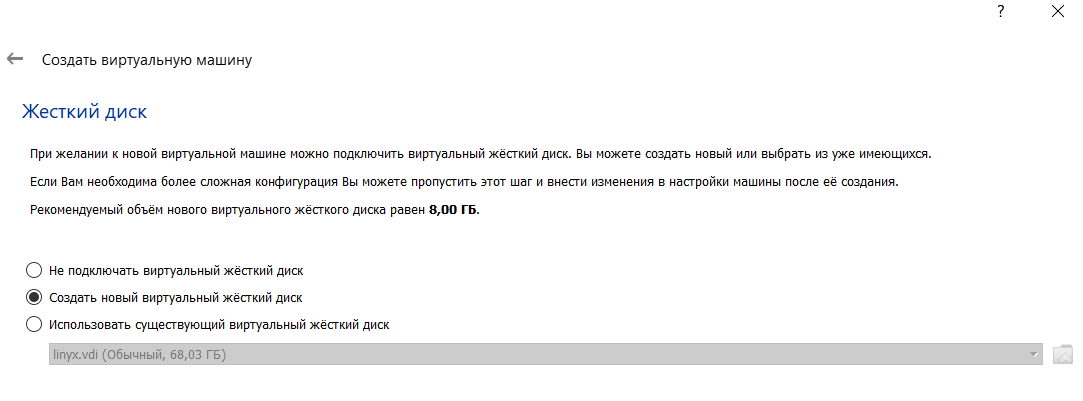 ?
Создать виртуальную машину
Жесткий диск
При желании к новой виртуальной машине можно подключить виртуальный жёсткий диск. Вы можете создать новый или выбрать из уже имеющихся.
Если Вам необходима более сложная конфигурация Вы можете пропустить этот шаг и внести изменения в настройки машины после её создания.
Рекомендуемый объём нового виртуального жёсткого диска равен 8,00 ГБ.
Не подключать виртуальный жёсткий диск
Создать новый виртуальный жёсткий диск
Использовать существующий виртуальный жёсткий диск
linyx.vdi (Обычный, 68,03 ГБ)